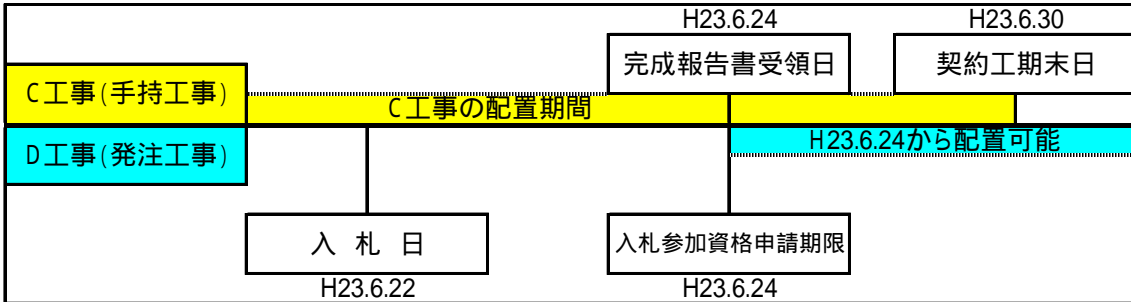 H23.6.24
H23.6.30
完成報告書受領日
契約工期末日
C工事(手持工事)
C工事の配置期間
D工事(発注工事)
H23.6.24から配置可能
入 札 日
入札参加資格申請期限
H23.6.22
H23.6.24